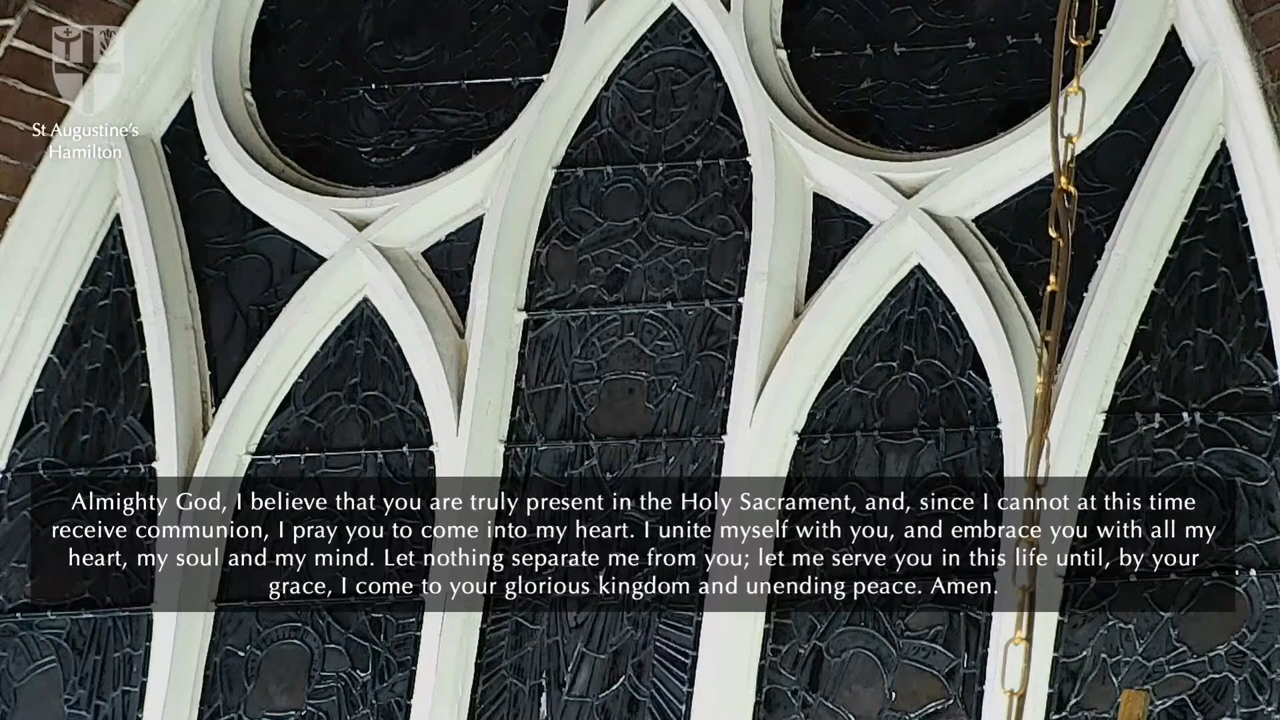 St Augustine's
Hamilton
Almighty God, I believe that you are truly present in the Holy Sacrament, and, since I cannot at this time
receive communion, I pray you to come into my heart. I unite myself with you, and embrace you with all my
heart, my soul and my mind. Let nothing separate me from you; let me serve you in this life until, by your
grace, I come to your glorious kingdom and unending peace. Amen.